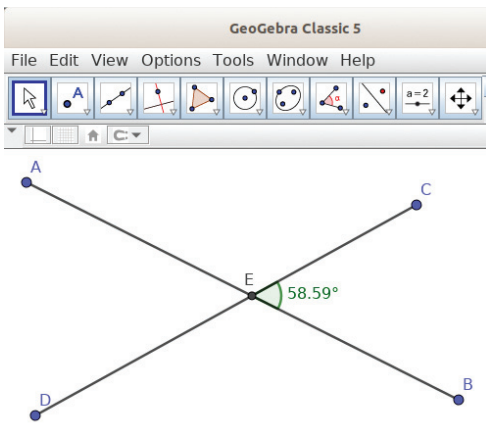 GeoGebra Classic 5
File Edit View Options Tools Window Help
A
a=2
α
A
C
E
58.59°
D
B